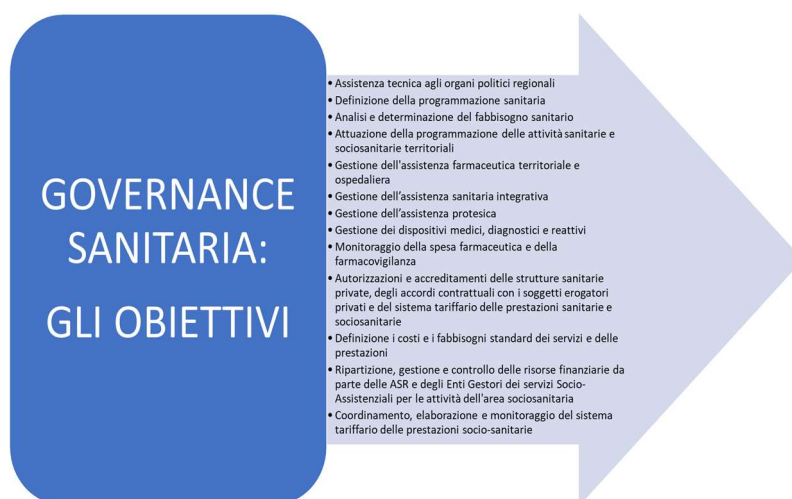 GOVERNANCE
SANITARIA:
GLI OBIETTIVI
• Assistenza tecnica agli organi politici regionali
• Definizione della programmazione sanitaria
• Analisi e determinazione del fabbisogno sanitario
• Attuazione della programmazione delle attività sanitarie e
sociosanitarie territoriali
• Gestione dell'assistenza farmaceutica territoriale e
ospedaliera
• Gestione dell’assistenza sanitaria integrativa
• Gestione dell’assistenza protesica
• Gestione dei dispositivi medici, diagnostici e reattivi
• Monitoraggio della spesa farmaceutica e della
farmacovigilanza
• Autorizzazioni e accreditamenti delle strutture sanitarie
private, degli accordi contrattuali con i soggetti erogatori
privati e del sistema tariffario delle prestazioni sanitarie e
sociosanitarie
• Definizione i costi e i fabbisogni standard dei servizi e delle
prestazioni
• Ripartizione, gestione e controllo delle risorse finanziarie da
parte delle ASR e degli Enti Gestori dei servizi Socio-
Assistenziali per le attività dell'area sociosanitaria
• Coordinamento, elaborazione e monitoraggio del sistema
tariffario delle prestazioni socio-sanitarie